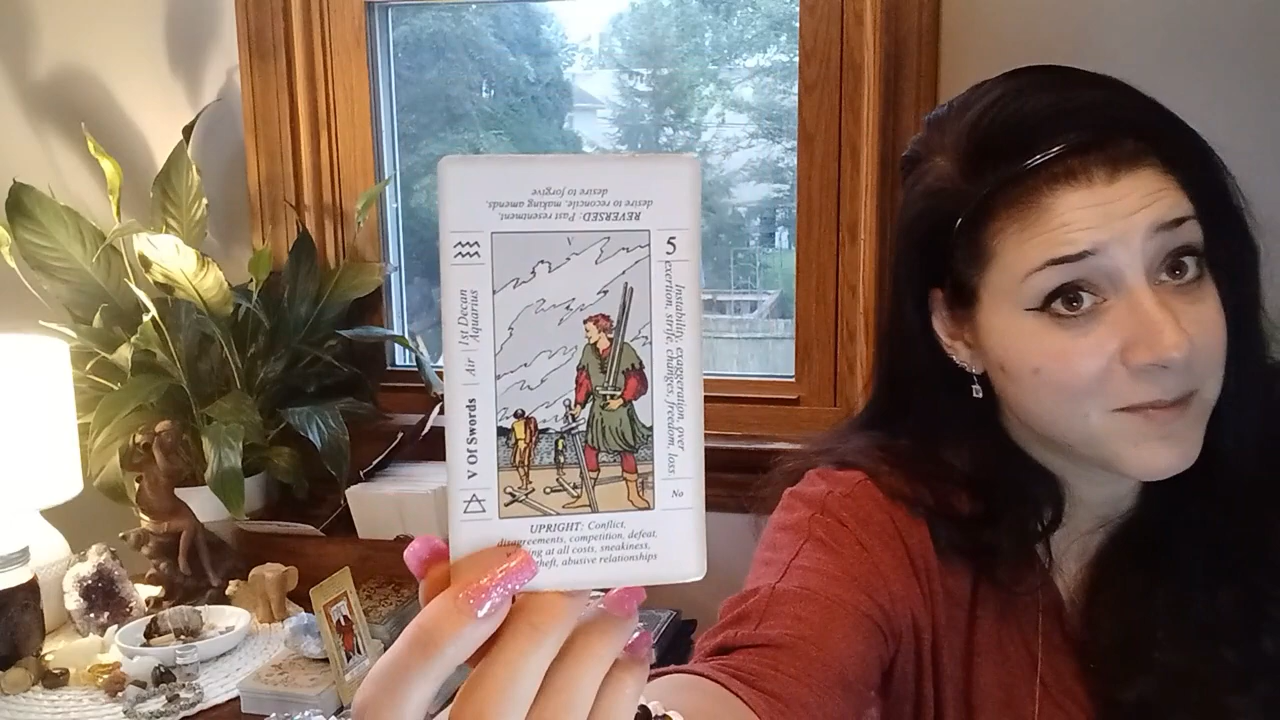 REVERSED: Past resentment,
desire to reconcile, making amends,
desire to forgive
V
5
Instability, exaggeration, over
exertion, strife, changes, freedom, loss
No
1st Decan
Aquarius
Air
V Of Swords
UPRIGHT: Conflict,
disagreements, competition, defeat,
at all costs, sneakiness,
abusive relationships